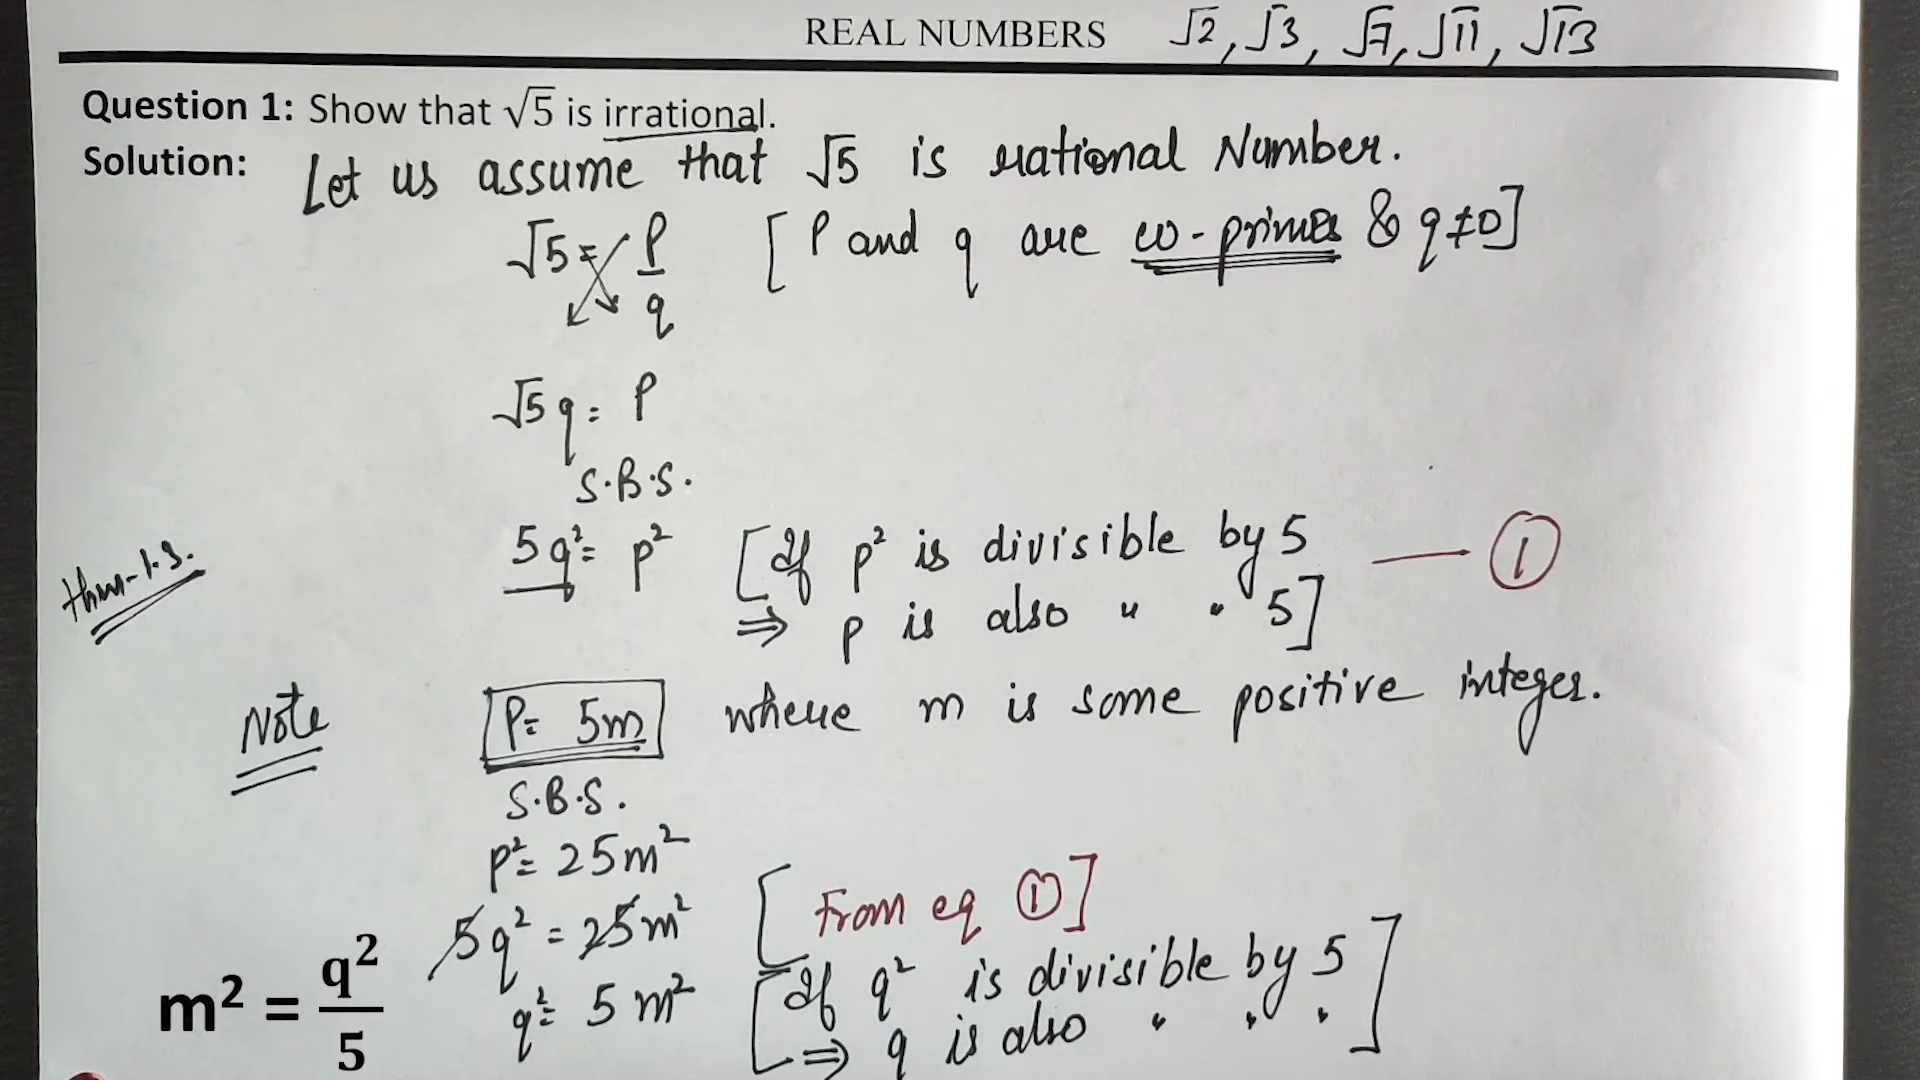 REAL NUMBERS √2, √3, √7, √11, √13
Question 1: Show that √5 is irrational.
Solution: Let us assume that √5 is rational Number.
√5 = P/q [P and q are co-primes & q≠0]
√5q = P
S.B.S.
Thm-1.3. 5q² = p² [If p² is divisible by 5 — ①
⇒ p is also " " 5]
Note P = 5m where m is some positive integer.
S.B.S.
p² = 25m²
5q² = 25m² [From eq ①]
m² = q²/5 q² = 5m² [If q² is divisible by 5
⇒ q is also " " "]